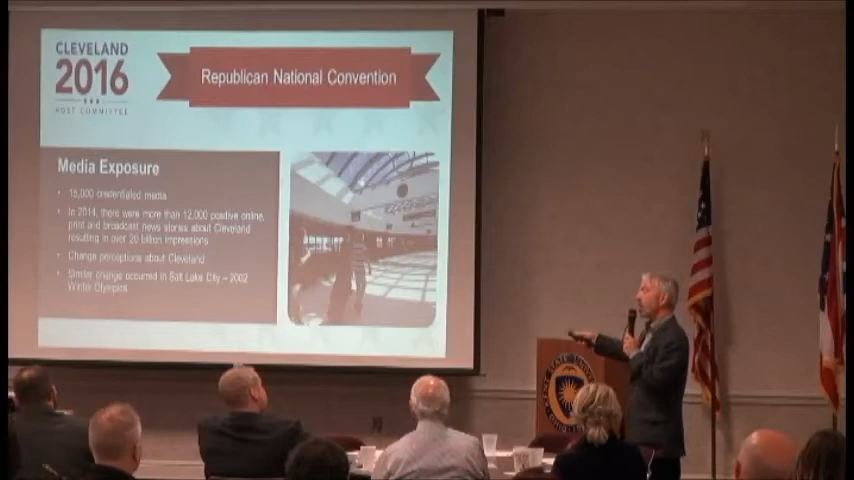 CLEVELAND
2016
HOST COMMITTEE
Republican National Convention
Media Exposure
• 15,000 credentialed media
• In 2014, there were more than 12,000 positive online,
print and broadcast news stories about Cleveland
resulting in over 20 billion impressions
• Change perceptions about Cleveland
• Similar change occurred in Salt Lake City – 2002
Winter Olympics
STATE